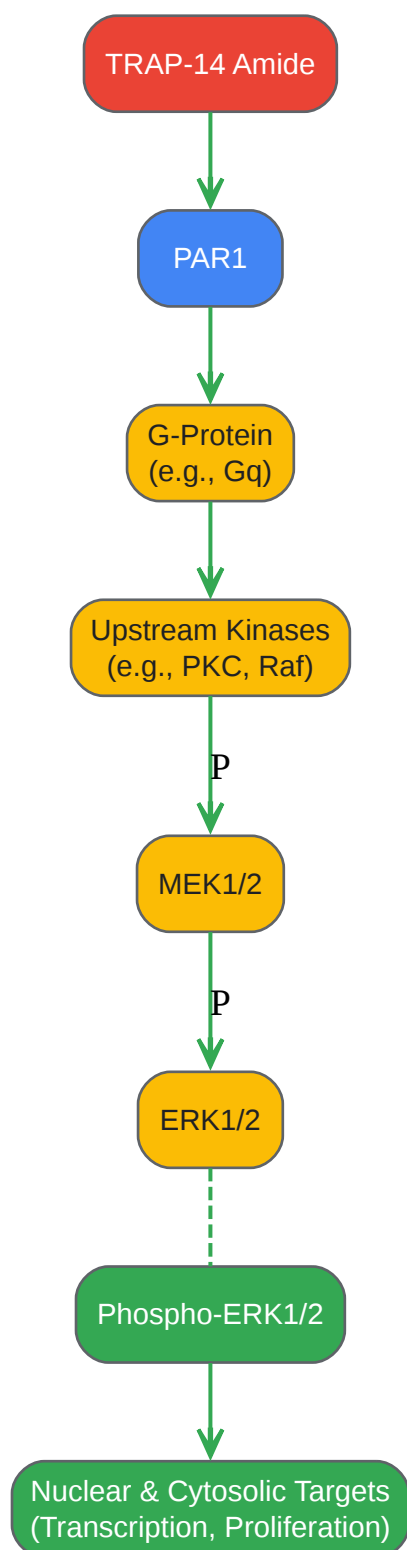 TRAP-14 Amide
PAR1
G-Protein
(e.g., Gq)
Upstream Kinases
(e.g., PKC, Raf)
P
MEK1/2
P
ERK1/2
Phospho-ERK1/2
Nuclear & Cytosolic Targets
(Transcription, Proliferation)